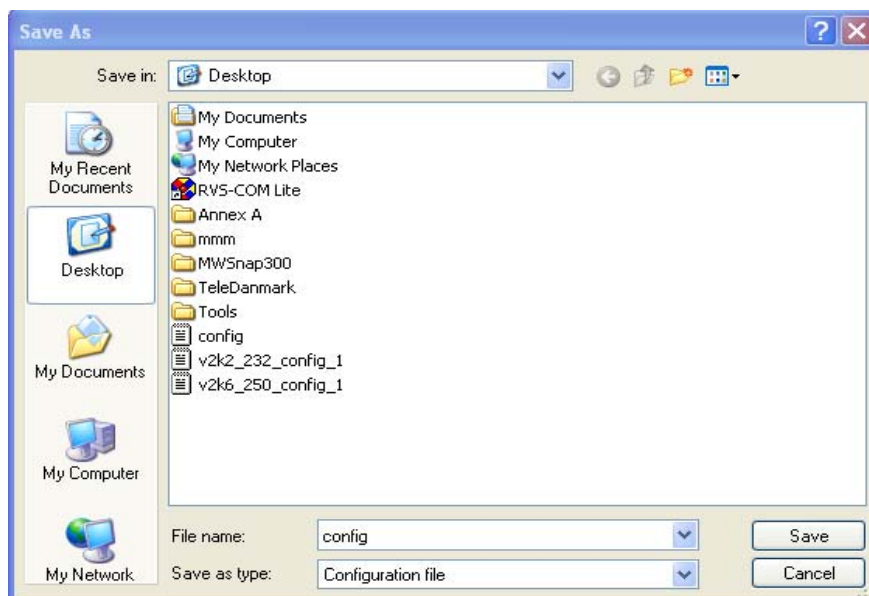 Save As
Save in:
Desktop
My Recent
Documents
Desktop
My Documents
My Computer
My Network
My Documents
My Computer
My Network Places
RVS-COM Lite
Annex A
mmm
MWSnap300
TeleDanmark
Tools
config
v2k2_232_config_1
v2k6_250_config_1
File name:
config
Save
Save as type:
Configuration file
Cancel